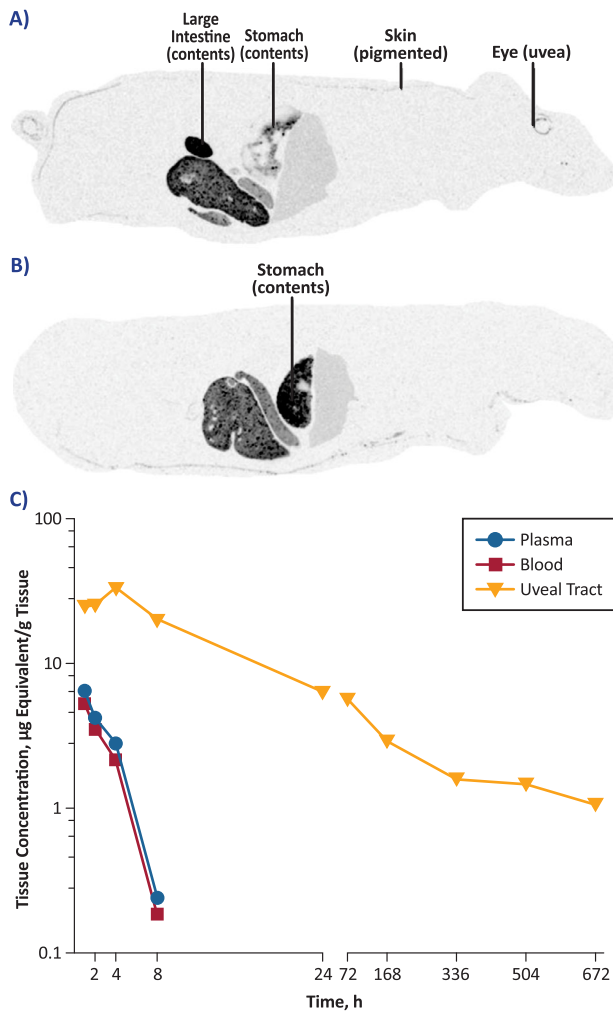 A)
Large
Intestine
(contents)
Stomach
(contents)
Skin
(pigmented)
Eye (uvea)
B)
Stomach
(contents)
C)
Tissue Concentration, µg Equivalent/g Tissue
100
10
1
0.1
Plasma
Blood
Uveal Tract
2 4 8 24 72 168 336 504 672
Time, h